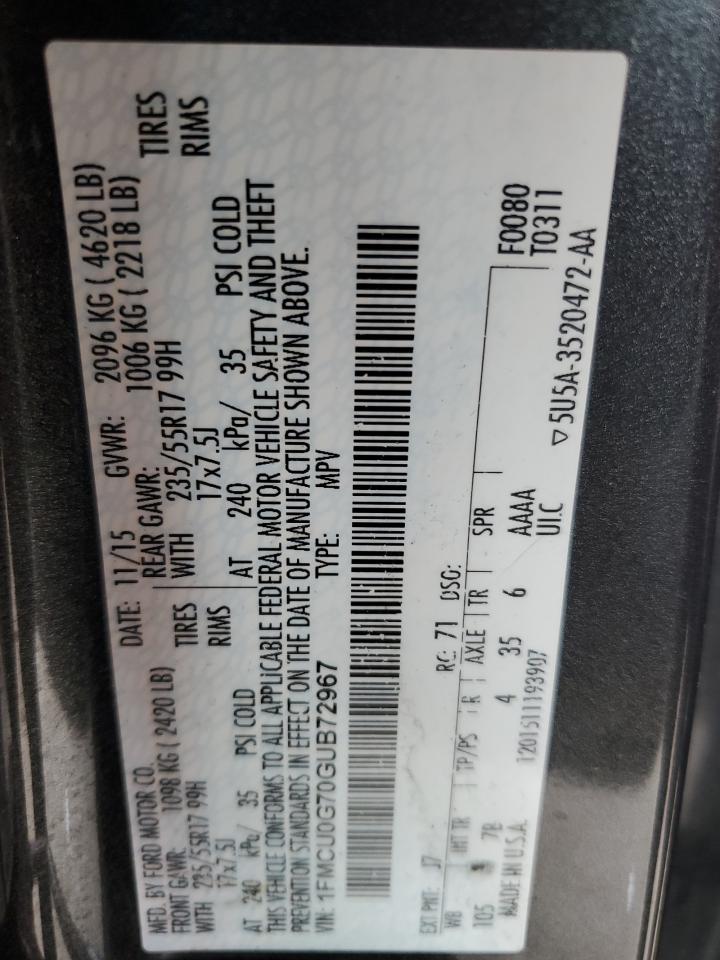 MFD. BY FORD MOTOR CO. DATE: 11/15 GVWR: 2096 KG ( 4620 LB)
FRONT GAWR: 1098 KG ( 2420 LB) REAR GAWR: 1006 KG ( 2218 LB)
WITH 235/55R17 99H TIRES WITH 235/55R17 99H TIRES
17x7.5J RIMS 17x7.5J RIMS
AT 240 kPa/ 35 PSI COLD AT 240 kPa/ 35 PSI COLD
THIS VEHICLE CONFORMS TO ALL APPLICABLE FEDERAL MOTOR VEHICLE SAFETY AND THEFT
PREVENTION STANDARDS IN EFFECT ON THE DATE OF MANUFACTURE SHOWN ABOVE.
VIN: 1FMCU0G70GUB72967 TYPE: MPV
EXT PNT: J7 RC: 71 DSO: F0080
WB INT TR TP/PS R AXLE TR SPR T0311
105 7B 4 35 6 AAAA
MADE IN U.S.A. 1201511193907 UIC
▽5U5A-3520472-AA